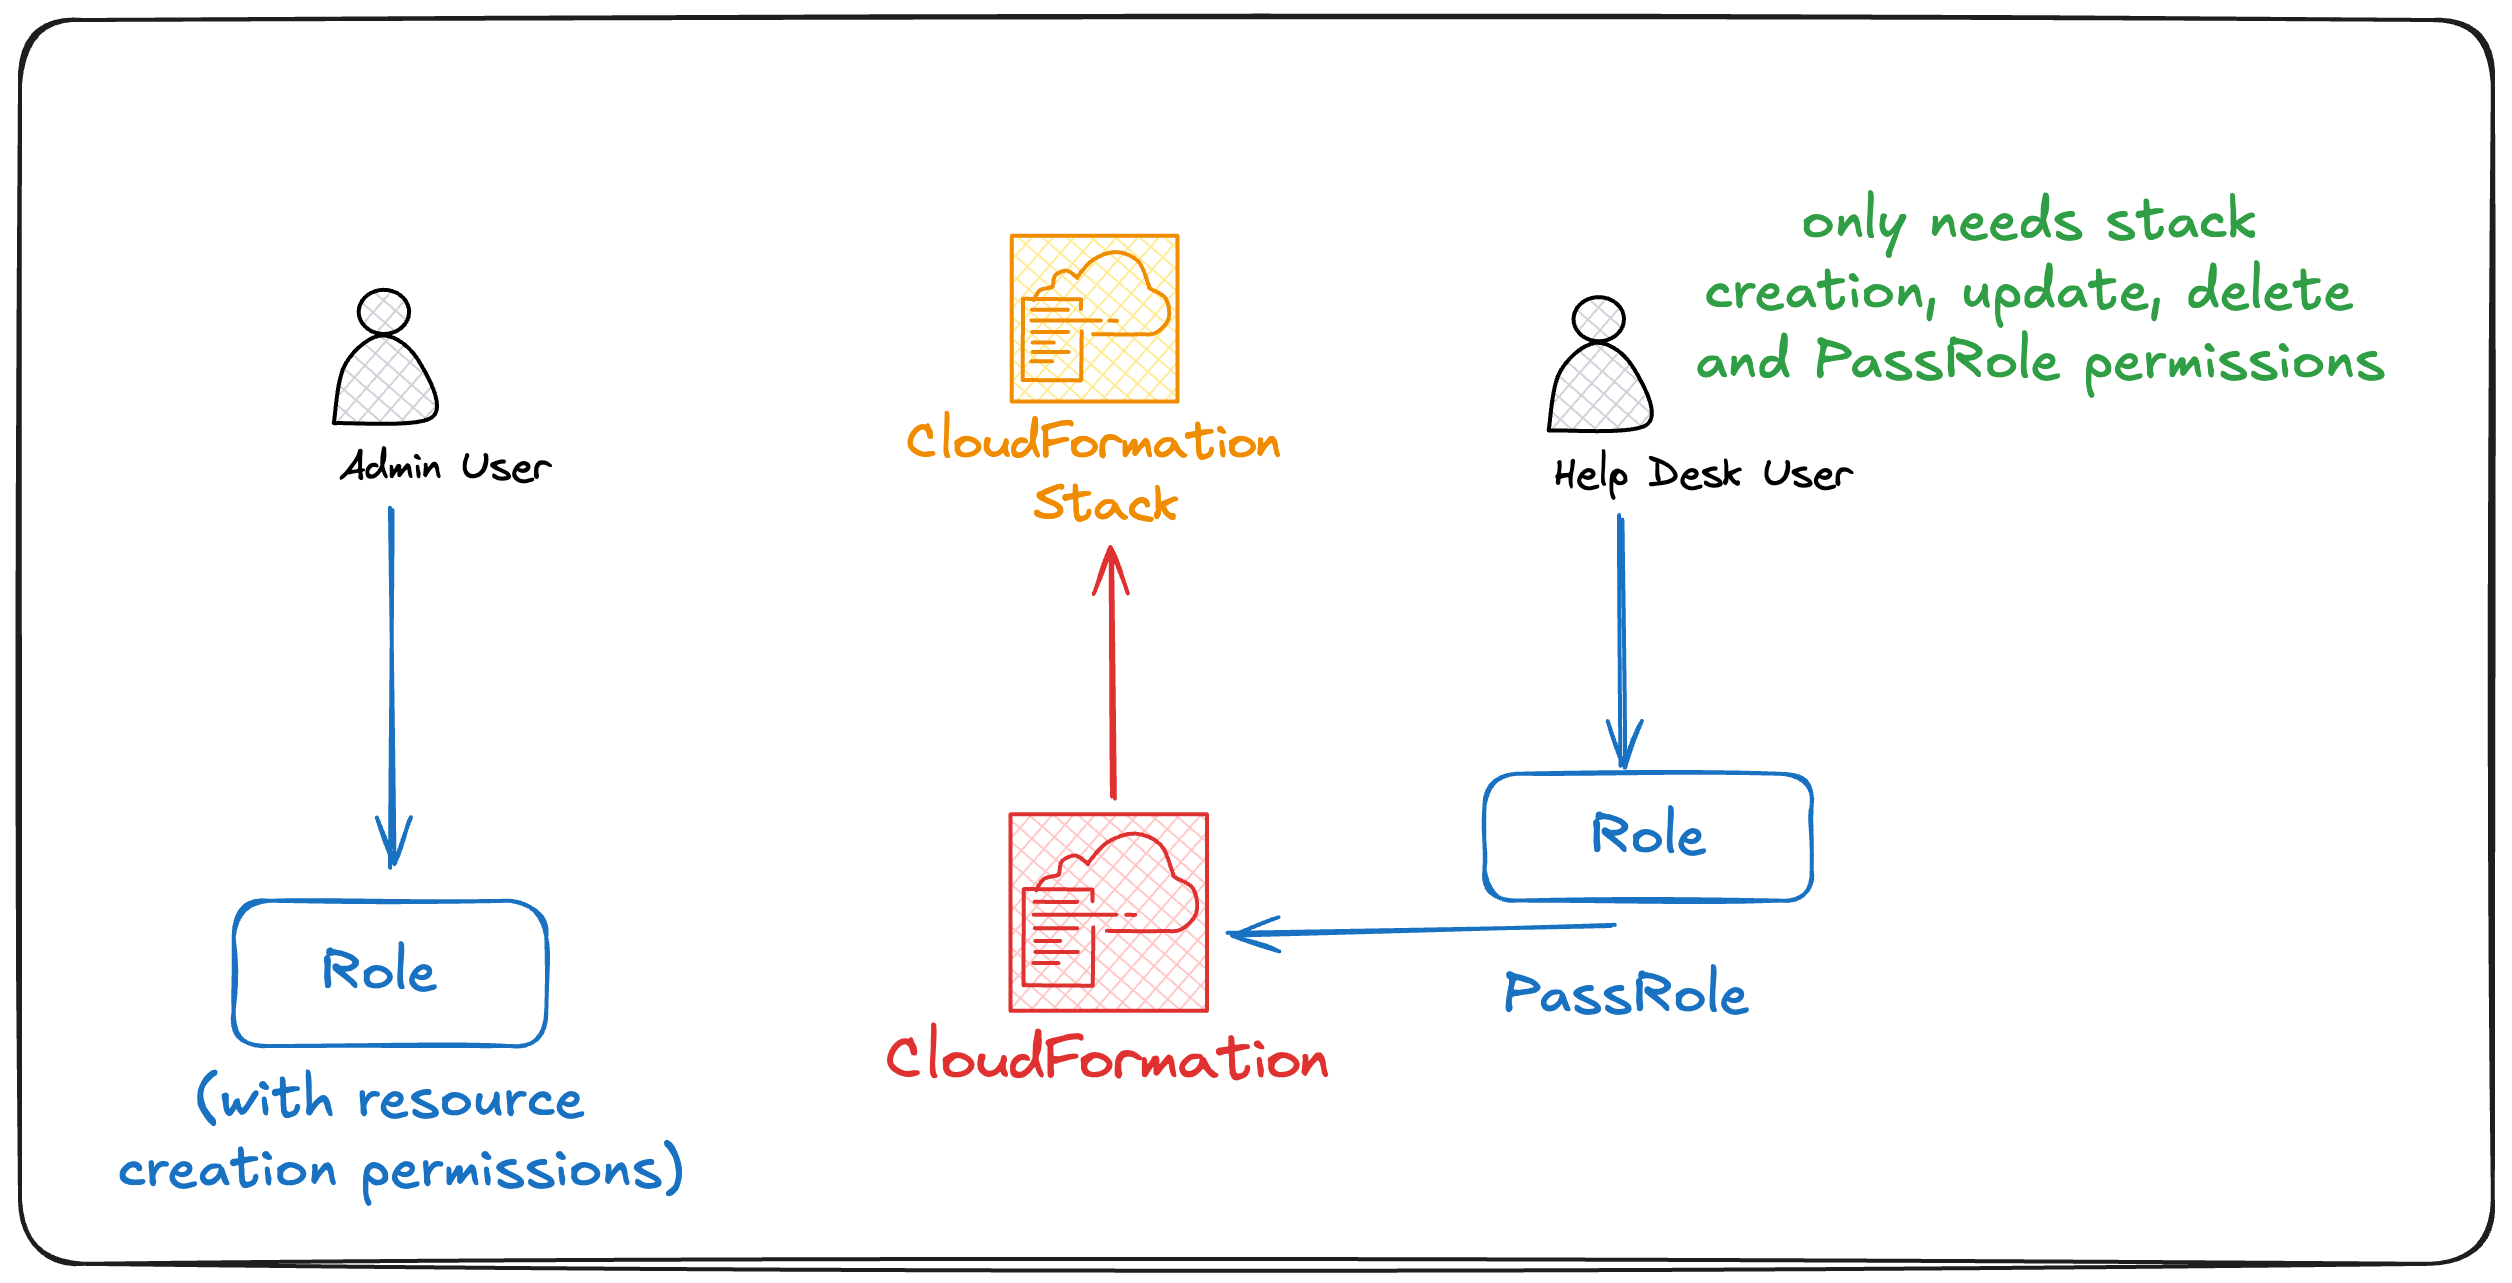 Admin User
Role
(with resource
creation permissions)
CloudFormation
Stack
CloudFormation
only needs stack
creation, update, delete
and PassRole permissions
Help Desk User
Role
PassRole